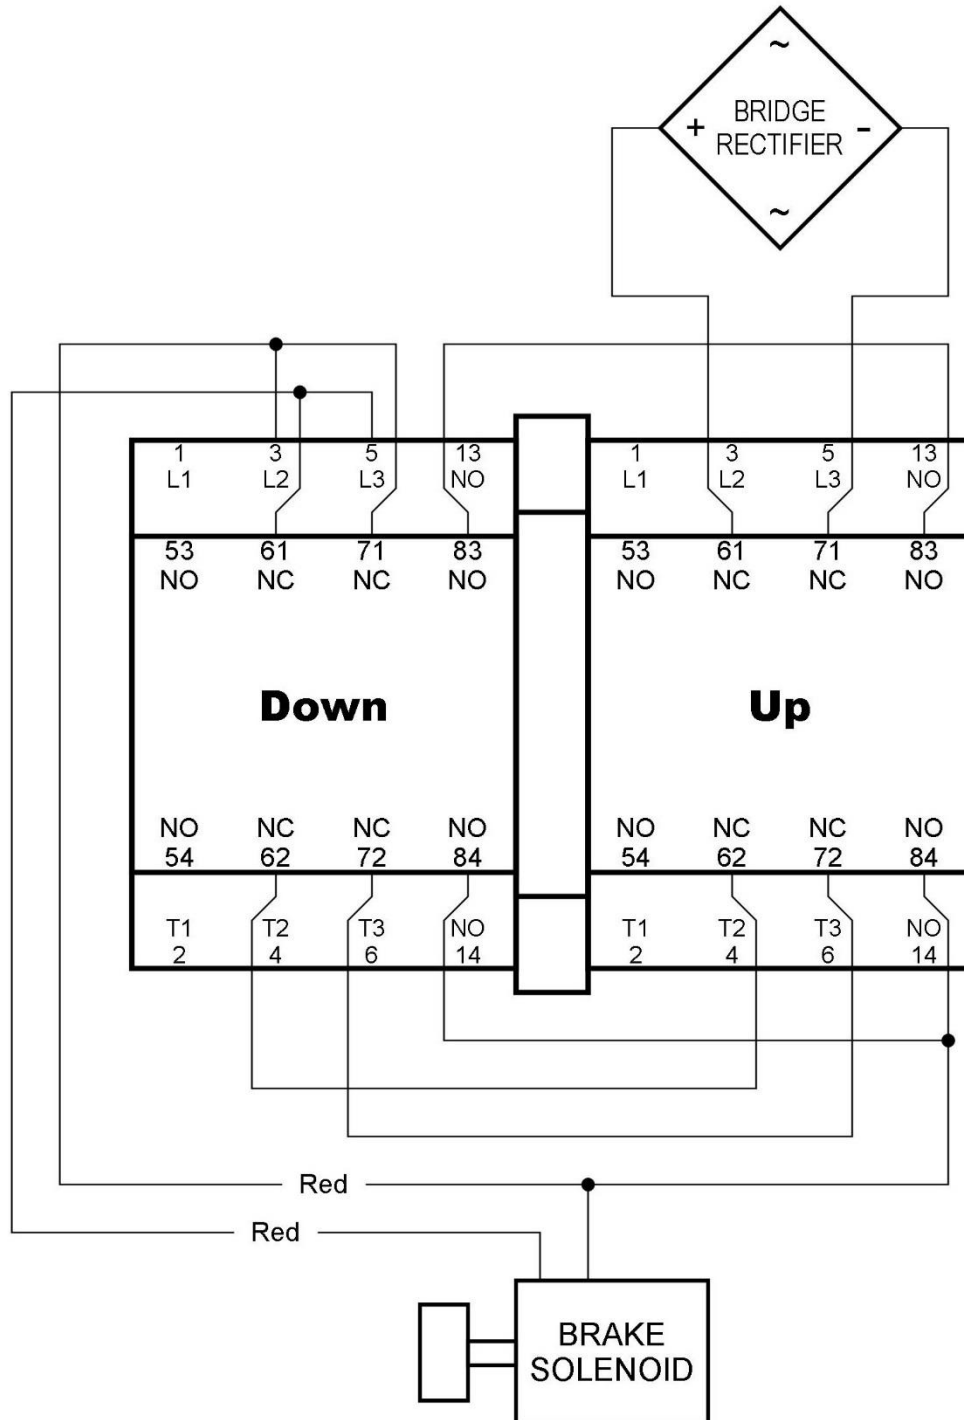 ~
BRIDGE
+ RECTIFIER -
~
1 3 5 13 1 3 5 13
L1 L2 L3 NO L1 L2 L3 NO
53 61 71 83 53 61 71 83
NO NC NC NO NO NC NC NO
Down Up
NO NC NC NO NO NC NC NO
54 62 72 84 54 62 72 84
T1 T2 T3 NO T1 T2 T3 NO
2 4 6 14 2 4 6 14
Red
Red
BRAKE
SOLENOID